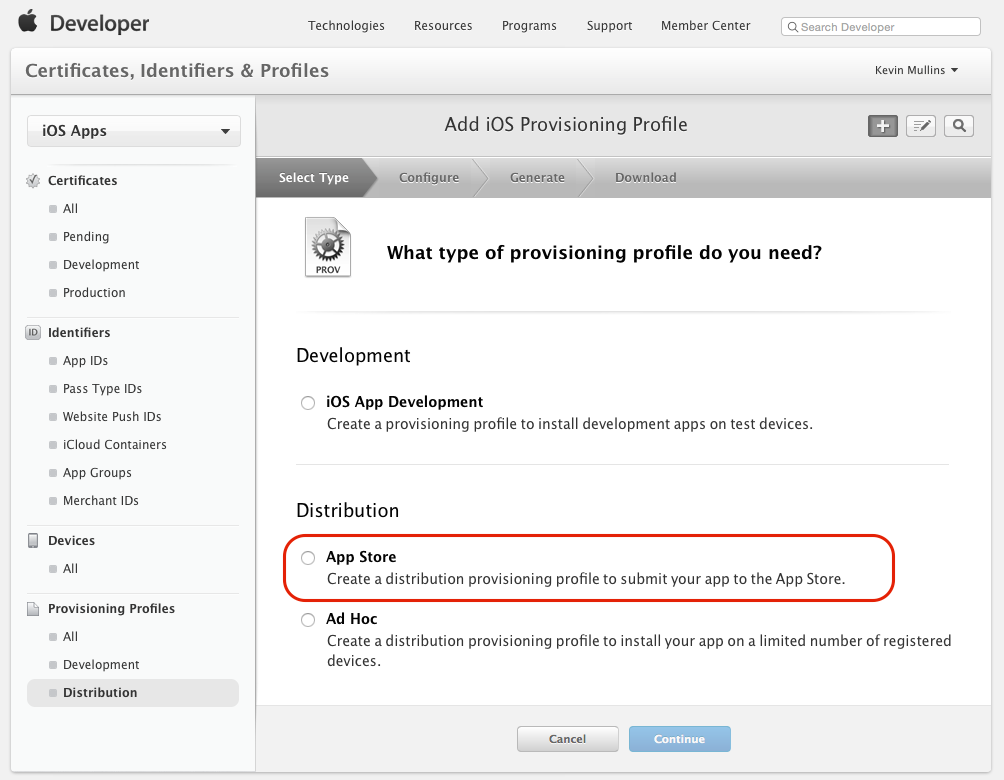 Developer
Technologies Resources Programs Support Member Center Search Developer
Certificates, Identifiers & Profiles
Kevin Mullins
iOS Apps
Certificates
All
Pending
Development
Production
ID Identifiers
App IDs
Pass Type IDs
Website Push IDs
iCloud Containers
App Groups
Merchant IDs
Devices
All
Provisioning Profiles
All
Development
Distribution
Add iOS Provisioning Profile
Select Type Configure Generate Download
PROV
What type of provisioning profile do you need?
Development
iOS App Development
Create a provisioning profile to install development apps on test devices.
Distribution
App Store
Create a distribution provisioning profile to submit your app to the App Store.
Ad Hoc
Create a distribution provisioning profile to install your app on a limited number of registered
devices.
Cancel Continue